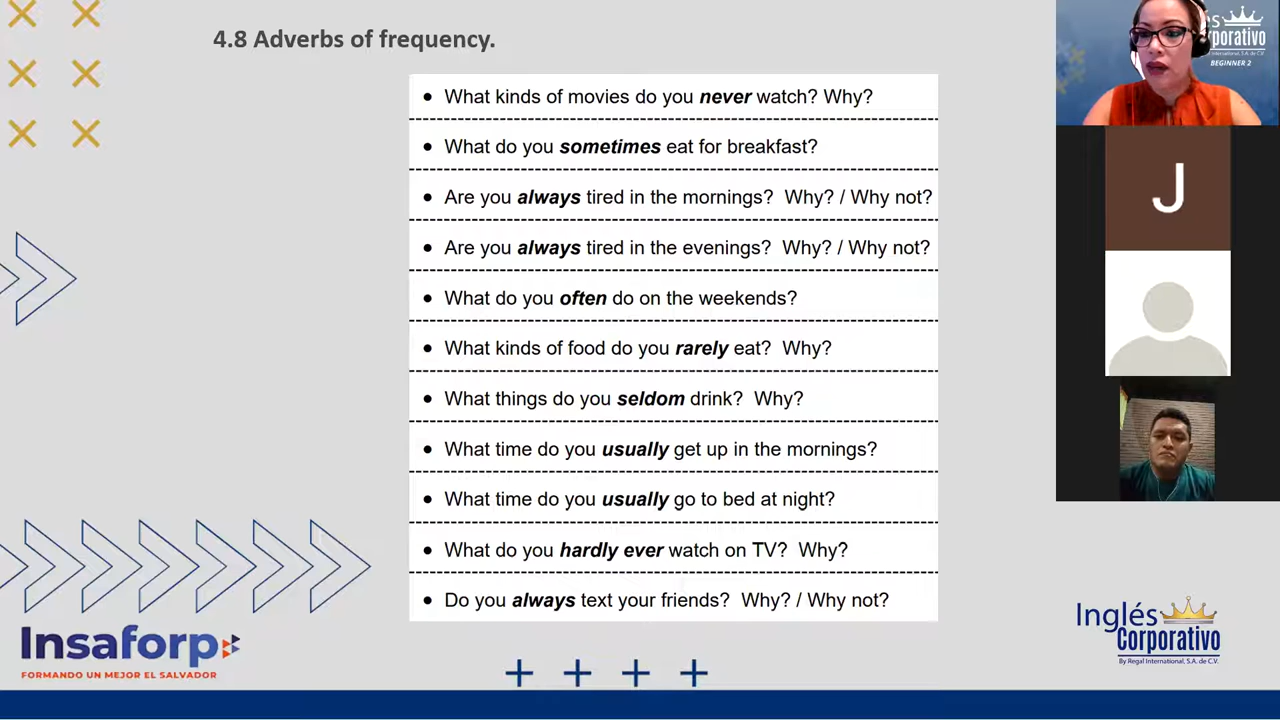 4.8 Adverbs of frequency.
• What kinds of movies do you never watch? Why?
• What do you sometimes eat for breakfast?
• Are you always tired in the mornings? Why? / Why not?
• Are you always tired in the evenings? Why? / Why not?
• What do you often do on the weekends?
• What kinds of food do you rarely eat? Why?
• What things do you seldom drink? Why?
• What time do you usually get up in the mornings?
• What time do you usually go to bed at night?
• What do you hardly ever watch on TV? Why?
• Do you always text your friends? Why? / Why not?
BEGINNER 2
J
Insaforp
FORMANDO UN MEJOR EL SALVADOR
Inglés
Corporativo
By Regal International, S.A. de C.V.